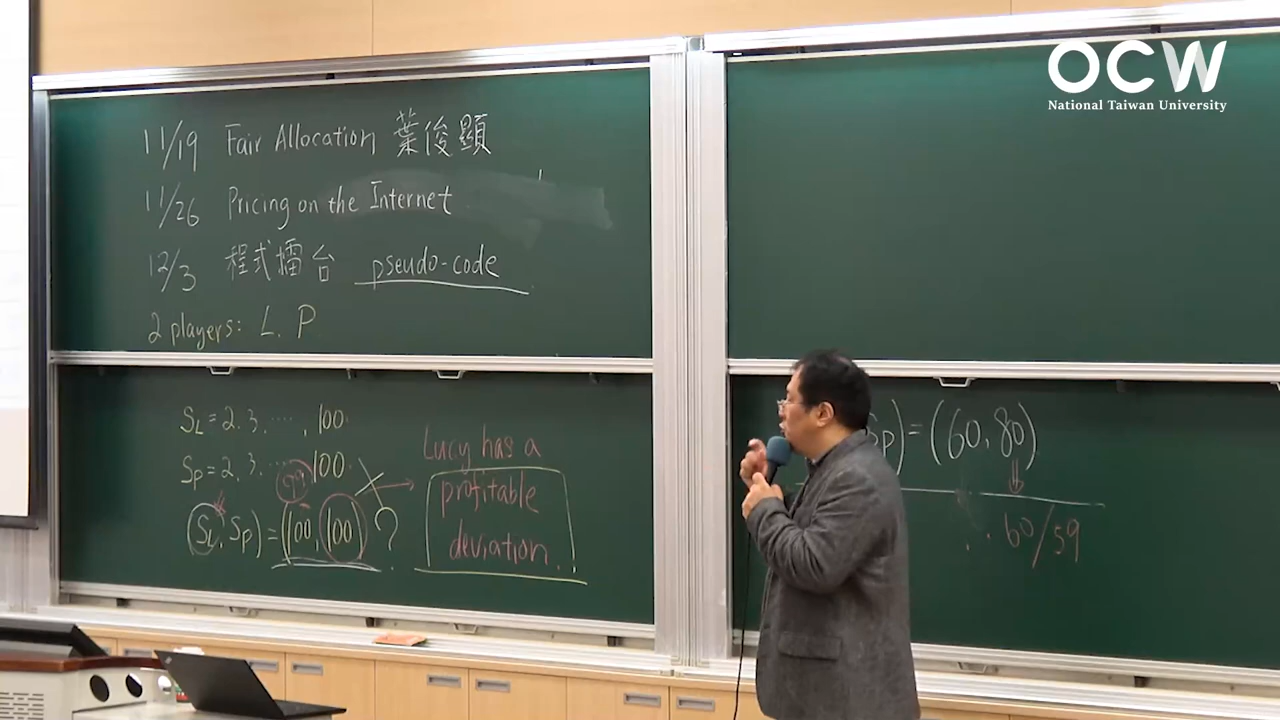 OCW
National Taiwan University
11/19 Fair Allocation 葉俊顯
11/26 Pricing on the Internet
12/3 程式擂台 pseudo-code
2 players: L. P
S_L = 2. 3. ..... , 100.
S_P = 2. 3. ..... 100
99
(S_L, S_P) = (100, 100) ?
Lucy has a
profitable
deviation.
P) = (60, 80)
60/59